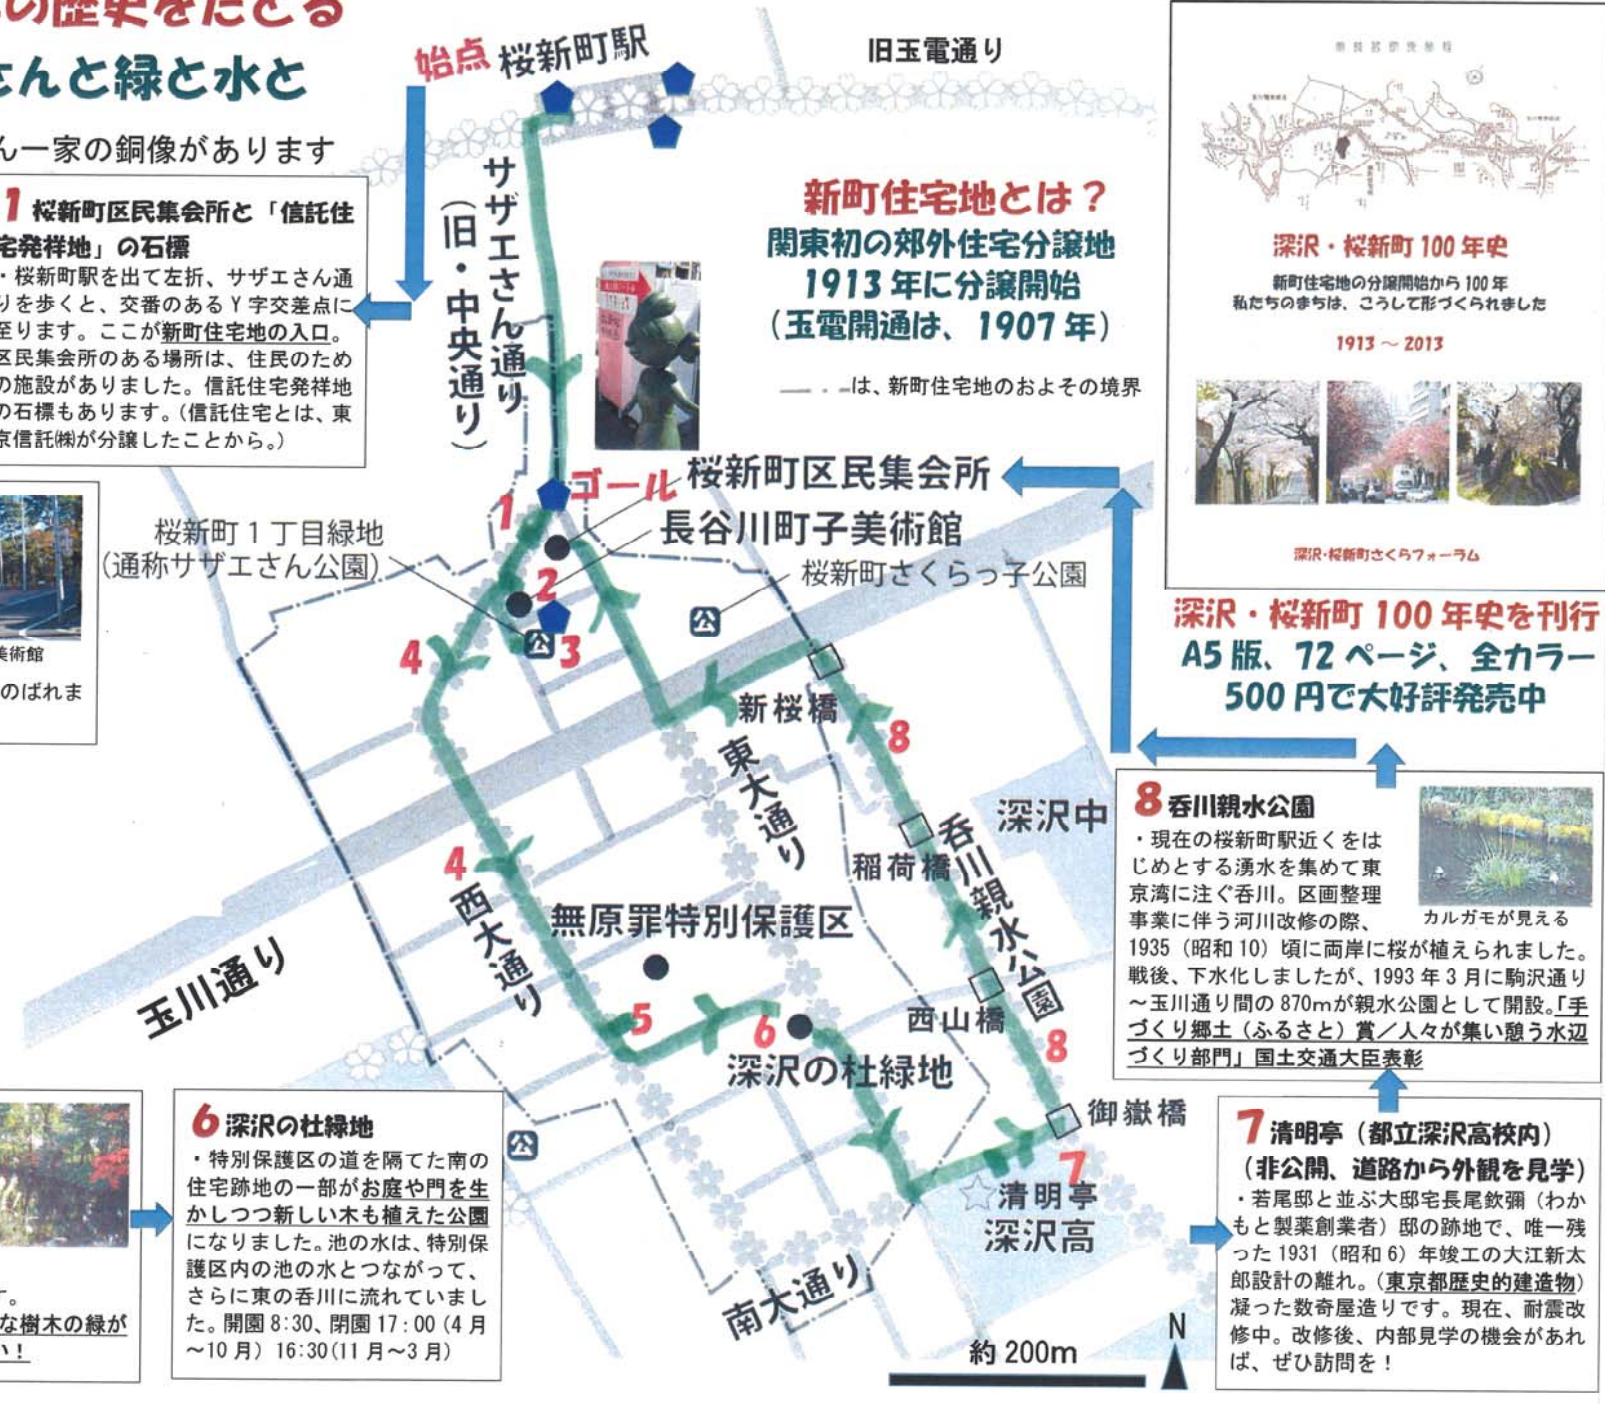 の歴史をたどる
さんと緑と水と
ん一家の銅像があります
1 桜新町区民集会所と「信託住
宅発祥地」の石標
・桜新町駅を出て左折、サザエさん通
りを歩くと、交番のあるY字交差点に
至ります。ここが新町住宅地の入口。
区民集会所のある場所は、住民のため
の施設がありました。信託住宅発祥地
の石標もあります。(信託住宅とは、東
京信託㈱が分譲したことから。)
美術館
のばれま
始点 桜新町駅
旧玉電通り
サザエさん通り
(旧・中央通り)
新町住宅地とは？
関東初の郊外住宅分譲地
1913年に分譲開始
(玉電開通は、1907年)
は、新町住宅地のおよその境界
1
ゴール
桜新町区民集会所
長谷川町子美術館
桜新町1丁目緑地
(通称サザエさん公園)
桜新町さくらっ子公園
2
公
公
3
4
新桜橋
8
東大通り
深沢中
稲荷橋
呑川親水公園
4
西大通り
無原罪特別保護区
玉川通り
5
6
西山橋
8
深沢の杜緑地
御嶽橋
公
7
☆清明亭
深沢高
南大通り
約200m
N
深沢・桜新町100年史
新町住宅地の分譲開始から100年
私たちのまちは、こうして形づくられました
1913～2013
深沢・桜新町さくらフォーラム
深沢・桜新町100年史を刊行
A5版、72ページ、全カラー
500円で大好評発売中
8 呑川親水公園
・現在の桜新町駅近くをは
じめとする湧水を集めて東
京湾に注ぐ呑川。区画整理
事業に伴う河川改修の際、
カルガモが見える
1935（昭和10）頃に両岸に桜が植えられました。
戦後、下水化しましたが、1993年3月に駒沢通り
～玉川通り間の870mが親水公園として開設。「手
づくり郷土（ふるさと）賞／人々が集い憩う水辺
づくり部門」国土交通大臣表彰
7 清明亭（都立深沢高校内）
（非公開、道路から外観を見学）
・若尾邸と並ぶ大邸宅長尾欽彌（わか
もと製薬創業者）邸の跡地で、唯一残
った1931（昭和6）年竣工の大江新太
郎設計の離れ。(東京都歴史的建造物)
凝った数奇屋造りです。現在、耐震改
修中。改修後、内部見学の機会があれ
ば、ぜひ訪問を！
6 深沢の杜緑地
・特別保護区の道を隔てた南の
住宅跡地の一部がお庭や門を生
かしつつ新しい木も植えた公園
になりました。池の水は、特別保
護区内の池の水とつながって、
さらに東の呑川に流れていまし
た。開園8:30、閉園17:00(4月
～10月) 16:30(11月～3月)
す。
な樹木の緑が
い！